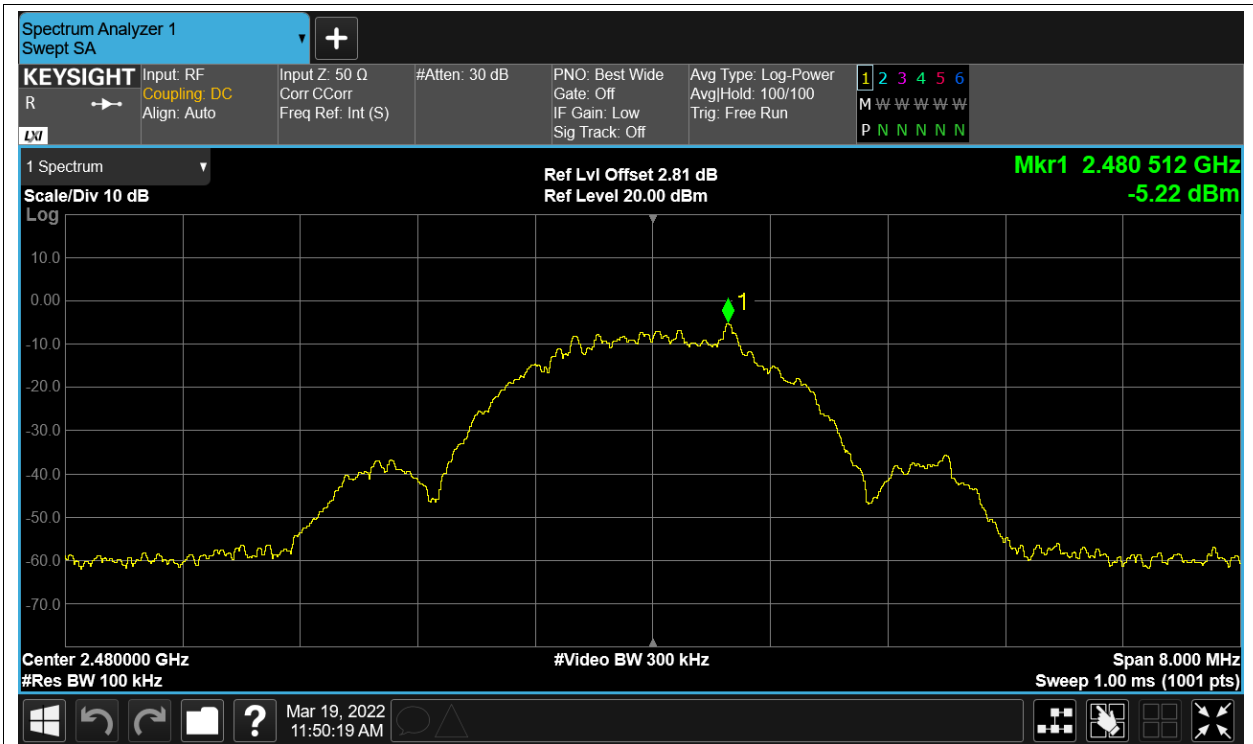 Spectrum Analyzer 1
Swept SA
KEYSIGHT
R
LXI
Input: RF
Coupling: DC
Align: Auto
Input Z: 50 Ω
Corr CCorr
Freq Ref: Int (S)
#Atten: 30 dB
PNO: Best Wide
Gate: Off
IF Gain: Low
Sig Track: Off
Avg Type: Log-Power
Avg|Hold: 100/100
Trig: Free Run
1 2 3 4 5 6
M W W W W W
P N N N N N
1 Spectrum
Scale/Div 10 dB
Ref Lvl Offset 2.81 dB
Ref Level 20.00 dBm
Mkr1 2.480 512 GHz
-5.22 dBm
Log
10.0
0.00
-10.0
-20.0
-30.0
-40.0
-50.0
-60.0
-70.0
1
Center 2.480000 GHz
#Res BW 100 kHz
#Video BW 300 kHz
Span 8.000 MHz
Sweep 1.00 ms (1001 pts)
?
Mar 19, 2022
11:50:19 AM